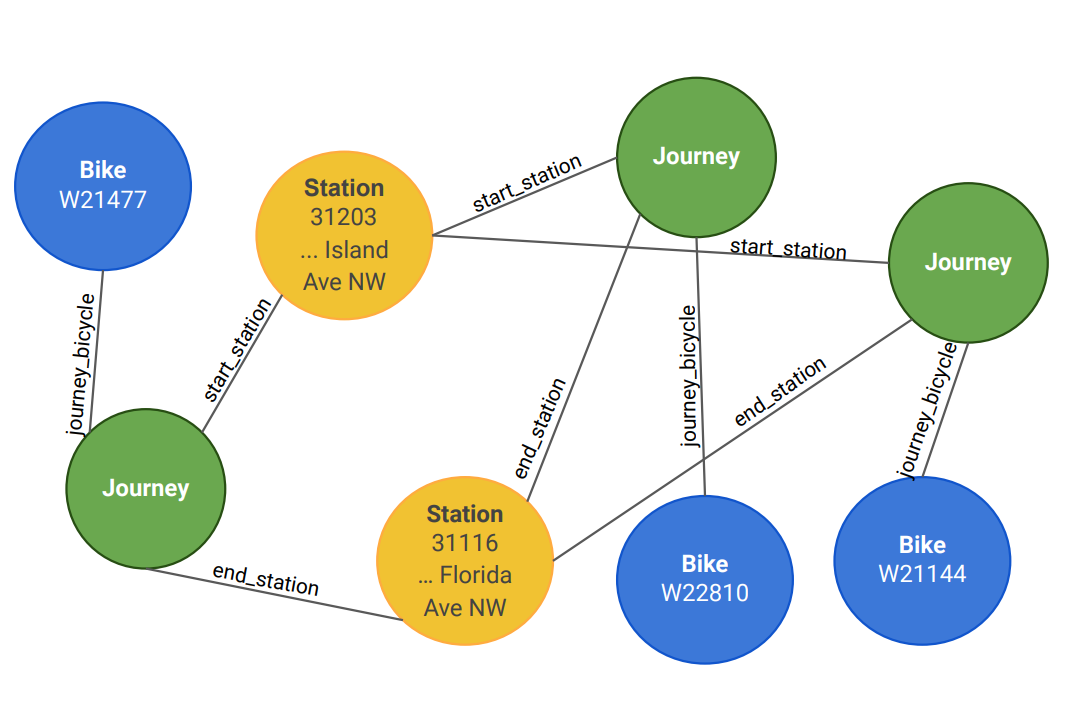 Bike
W21477
Station
31203
... Island
Ave NW
start_station
Journey
start_station
Journey
journey_bicycle
start_station
journey_bicycle
end_station
journey_bicycle
end_station
Journey
Station
31116
... Florida
Ave NW
end_station
Bike
W22810
Bike
W21144